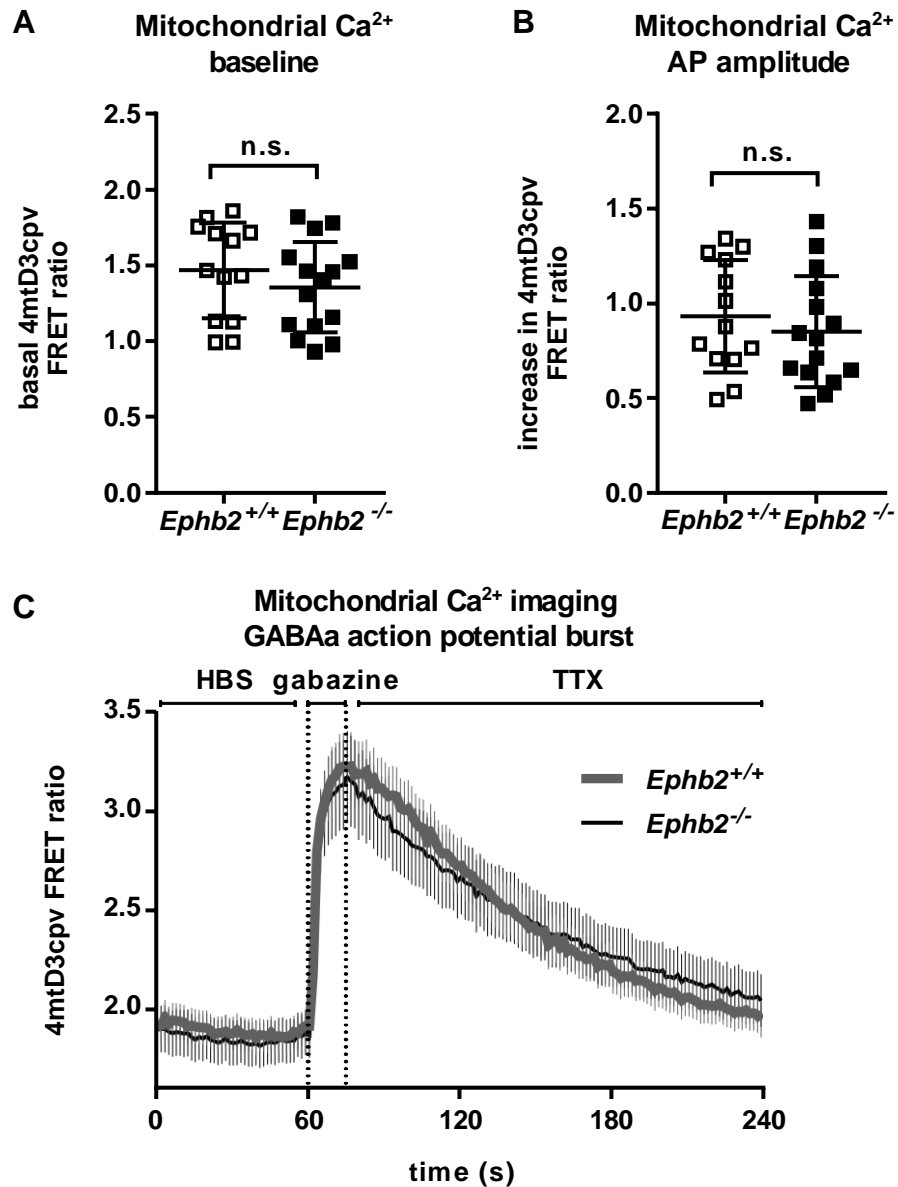 A
Mitochondrial Ca²⁺
baseline
basal 4mtD3cpv
FRET ratio
2.5
2.0
1.5
1.0
0.5
0.0
n.s.
Ephb2⁺/⁺ Ephb2⁻/⁻
B
Mitochondrial Ca²⁺
AP amplitude
increase in 4mtD3cpv
FRET ratio
2.0
1.5
1.0
0.5
0.0
n.s.
Ephb2⁺/⁺ Ephb2⁻/⁻
C
Mitochondrial Ca²⁺ imaging
GABAa action potential burst
HBS gabazine TTX
4mtD3cpv FRET ratio
3.5
3.0
2.5
2.0
Ephb2⁺/⁺
Ephb2⁻/⁻
0 60 120 180 240
time (s)